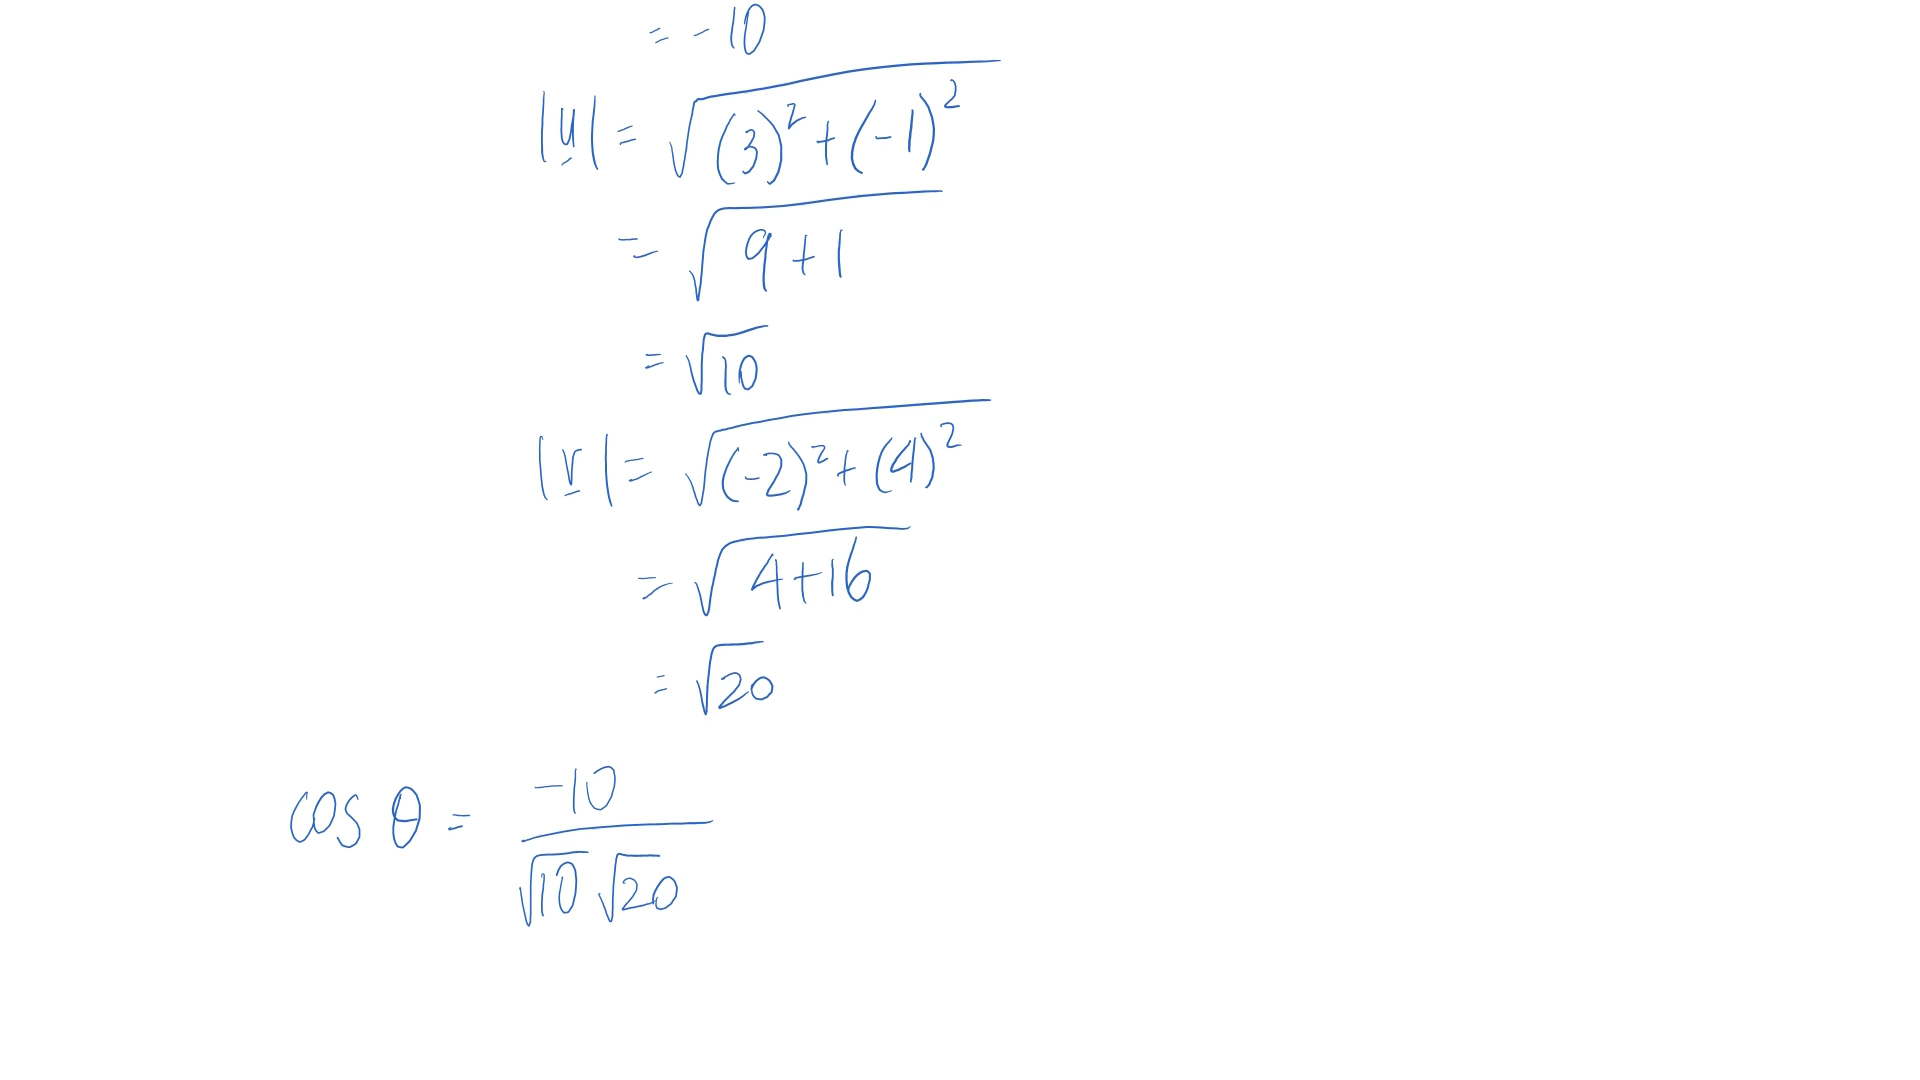 = -10
|u| = √((3)² + (-1)²)
= √(9+1)
= √10
|v| = √((-2)² + (4)²)
= √(4+16)
= √20
cos θ = -10 / (√10 √20)